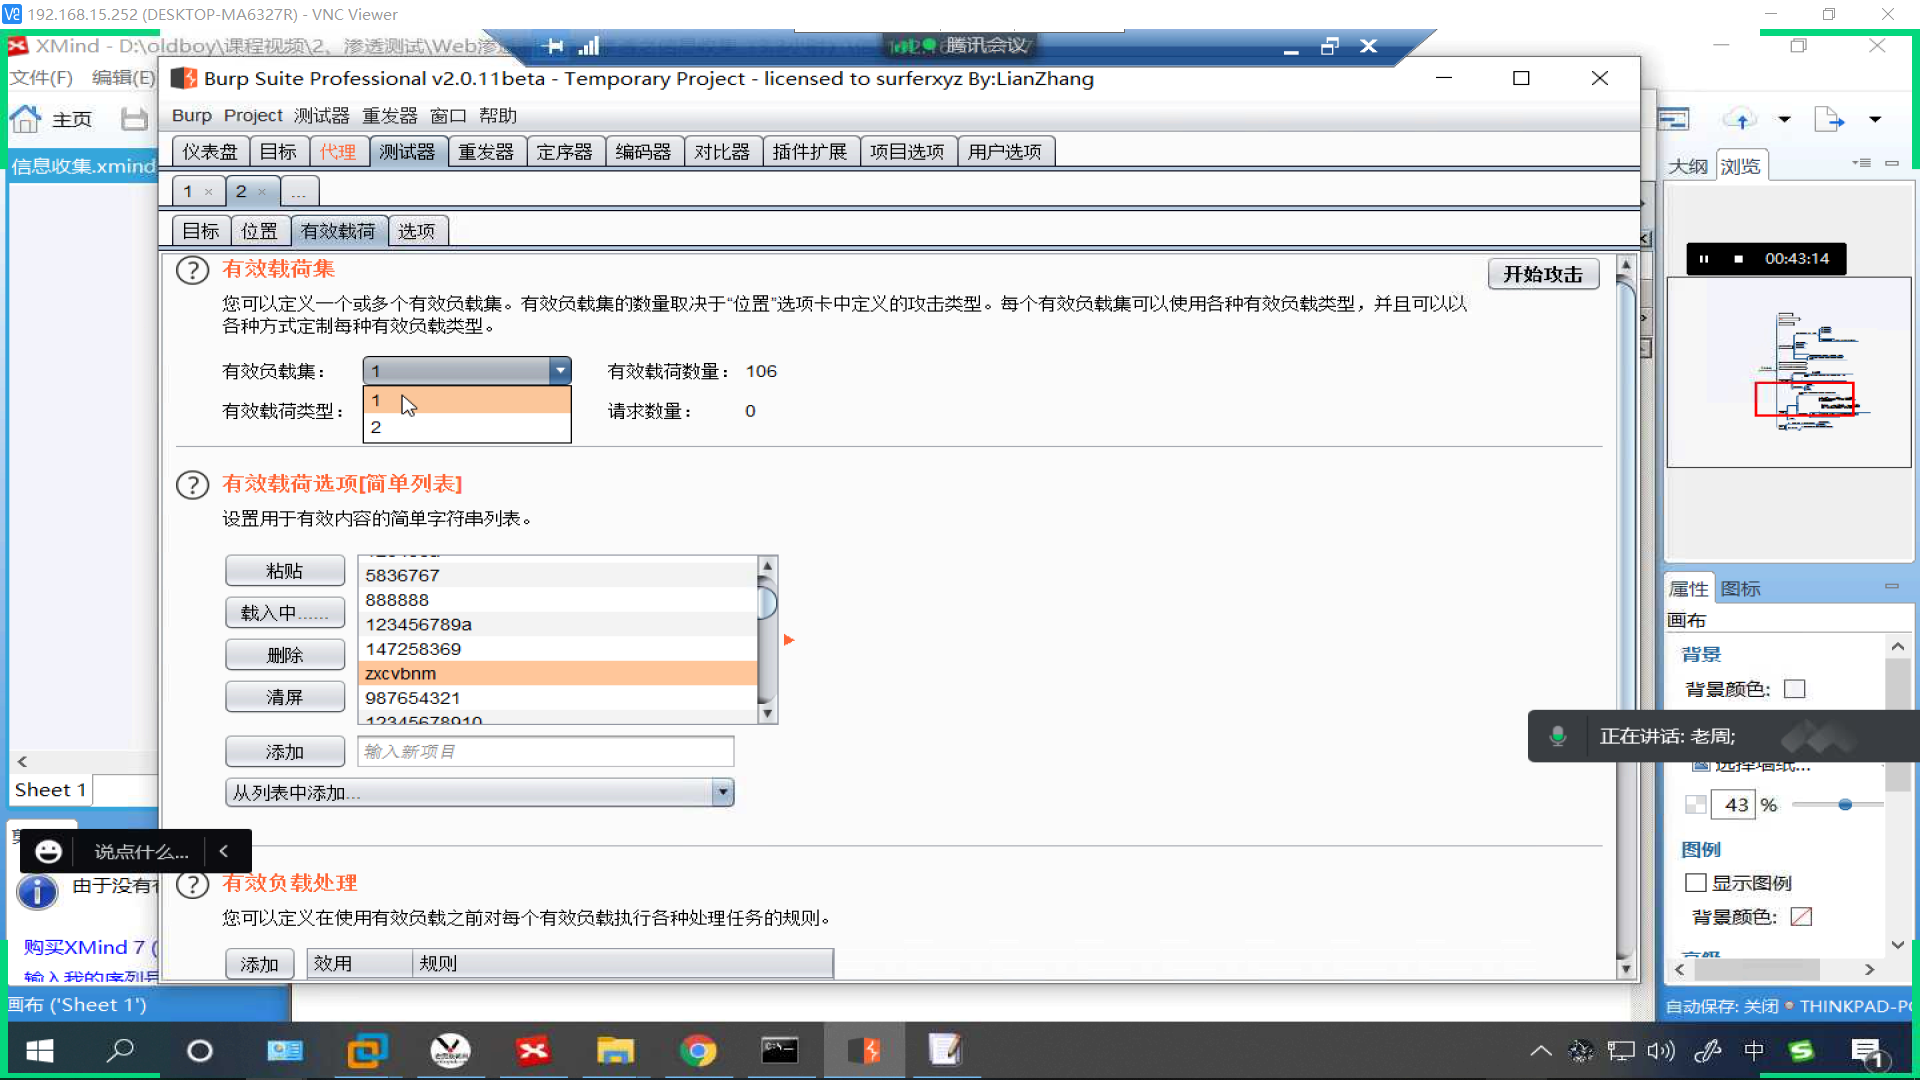 192.168.15.252 (DESKTOP-MA6327R) - VNC Viewer
XMind - D:\oldboy\课程视频\2、渗透测试\Web渗
腾讯会议
文件(F) 编辑(E)
主页
信息收集.xmind
Burp Suite Professional v2.0.11beta - Temporary Project - licensed to surferxyz By:LianZhang
Burp Project 测试器 重发器 窗口 帮助
仪表盘 目标 代理 测试器 重发器 定序器 编码器 对比器 插件扩展 项目选项 用户选项
1 × 2 × ...
目标 位置 有效载荷 选项
? 有效载荷集
开始攻击
您可以定义一个或多个有效负载集。有效负载集的数量取决于“位置”选项卡中定义的攻击类型。每个有效负载集可以使用各种有效负载类型，并且可以以
各种方式定制每种有效负载类型。
有效负载集： 1 有效载荷数量： 106
1
有效载荷类型： 请求数量： 0
2
? 有效载荷选项[简单列表]
设置用于有效内容的简单字符串列表。
粘贴
载入中......
删除
清屏
5836767
888888
123456789a
147258369
zxcvbnm
987654321
12345678910
添加 输入新项目
从列表中添加...
? 有效负载处理
您可以定义在使用有效负载之前对每个有效负载执行各种处理任务的规则。
添加 效用 规则
Sheet 1
说点什么...
由于没有
购买XMind 7 (
输入我的序列号
画布 ('Sheet 1')
大纲 浏览
00:43:14
属性 图标
画布
背景
背景颜色:
正在讲话: 老周;
选择墙纸...
43 %
图例
显示图例
背景颜色:
高级
自动保存: 关闭 THINKPAD-PC
中
1